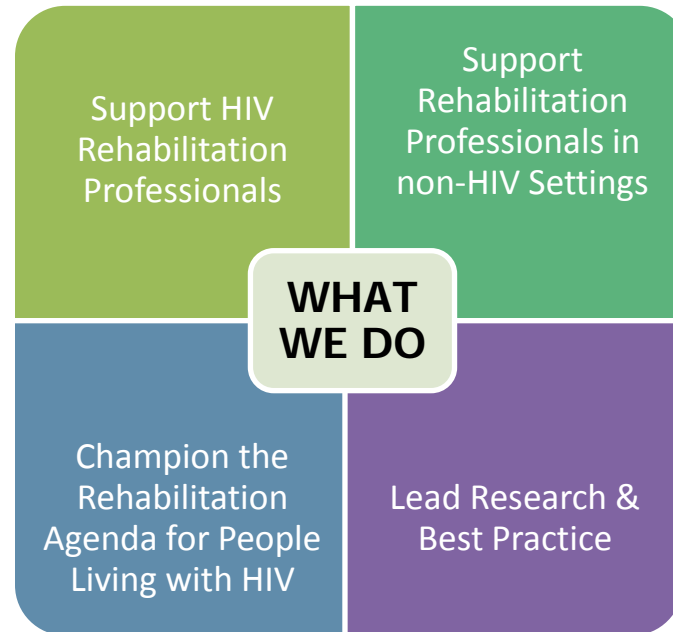 Support HIV
Rehabilitation
Professionals
Support
Rehabilitation
Professionals in
non-HIV Settings
WHAT
WE DO
Champion the
Rehabilitation
Agenda for People
Living with HIV
Lead Research &
Best Practice